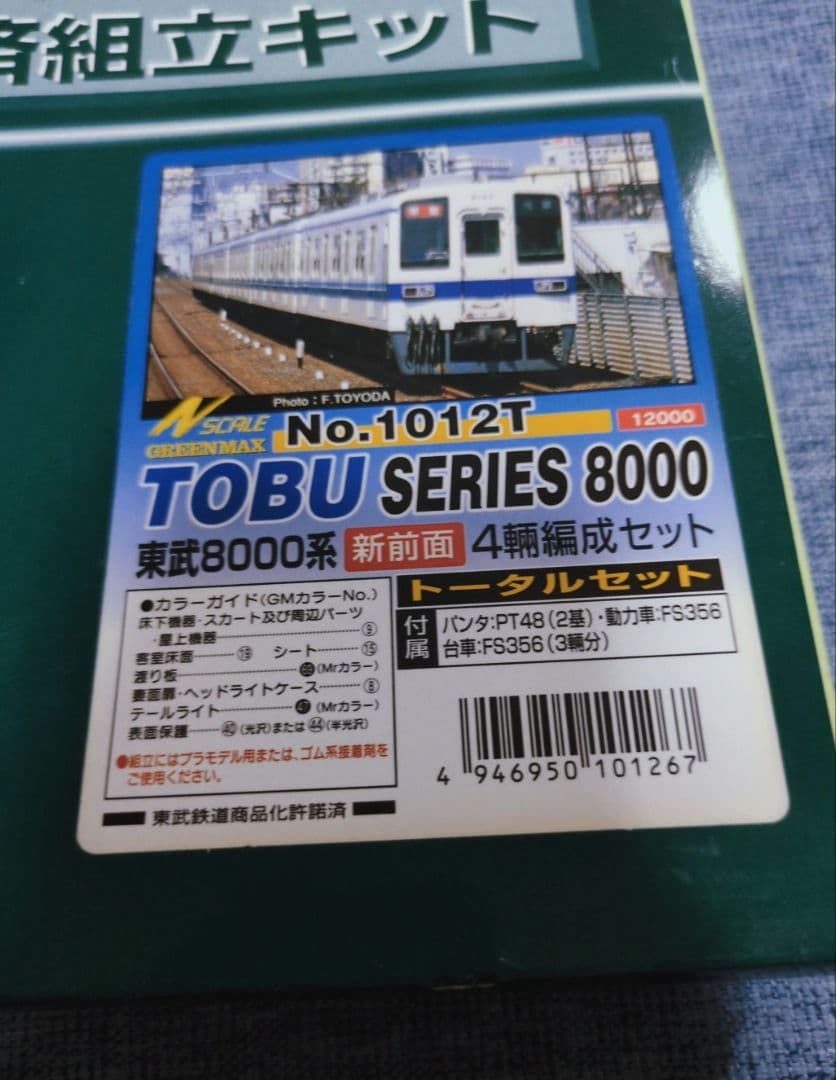 済組立キット
Photo : F.TOYODA
N SCALE
GREENMAX
No.1012T
12000
TOBU SERIES 8000
東武8000系 新前面 4輛編成セット
トータルセット
●カラーガイド(GMカラーNo.)
床下機器・スカート及び周辺パーツ
・屋上機器 ⑨
客室床面 ⑲ シート ⑮
渡り板 (Mrカラー)
妻面扉・ヘッドライトケース ⑧
テールライト ㊼ (Mrカラー)
表面保護 ㊵(光沢)または㊹(半光沢)
●組立にはプラモデル用または、ゴム系接着剤を
ご使用ください。
付属
パンタ:PT48(2基)・動力車:FS356
台車:FS356(3輛分)
4 946950 101267
東武鉄道商品化許諾済